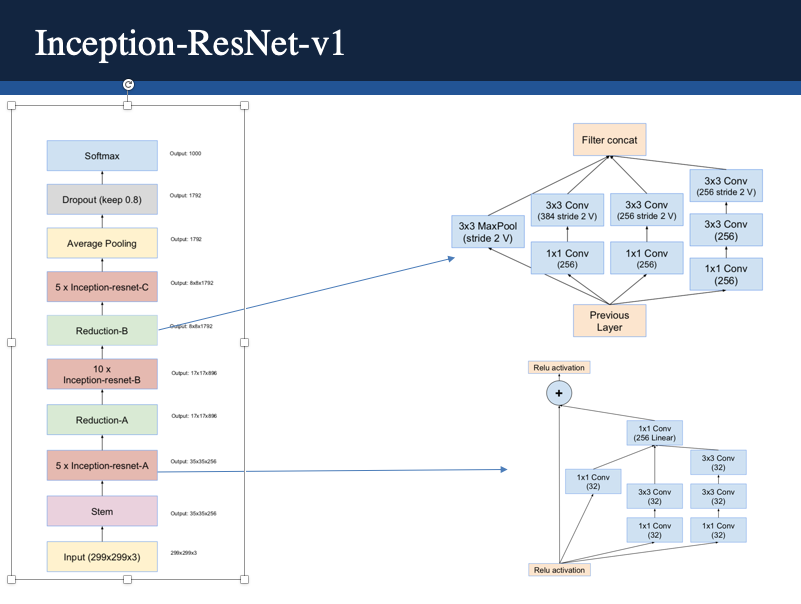 Inception-ResNet-v1
Softmax
Output: 1000
Dropout (keep 0.8)
Output: 1792
Average Pooling
Output: 1792
5 x Inception-resnet-C
Output: 8x8x1792
Reduction-B
Output: 8x8x1792
10 x
Inception-resnet-B
Output: 17x17x896
Reduction-A
Output: 17x17x896
5 x Inception-resnet-A
Output: 35x35x256
Stem
Output: 35x35x256
Input (299x299x3)
299x299x3
Filter concat
3x3 MaxPool
(stride 2 V)
3x3 Conv
(384 stride 2 V)
1x1 Conv
(256)
3x3 Conv
(256 stride 2 V)
1x1 Conv
(256)
3x3 Conv
(256 stride 2 V)
3x3 Conv
(256)
1x1 Conv
(256)
Previous
Layer
Relu activation
+
1x1 Conv
(256 Linear)
1x1 Conv
(32)
3x3 Conv
(32)
1x1 Conv
(32)
3x3 Conv
(32)
3x3 Conv
(32)
1x1 Conv
(32)
Relu activation